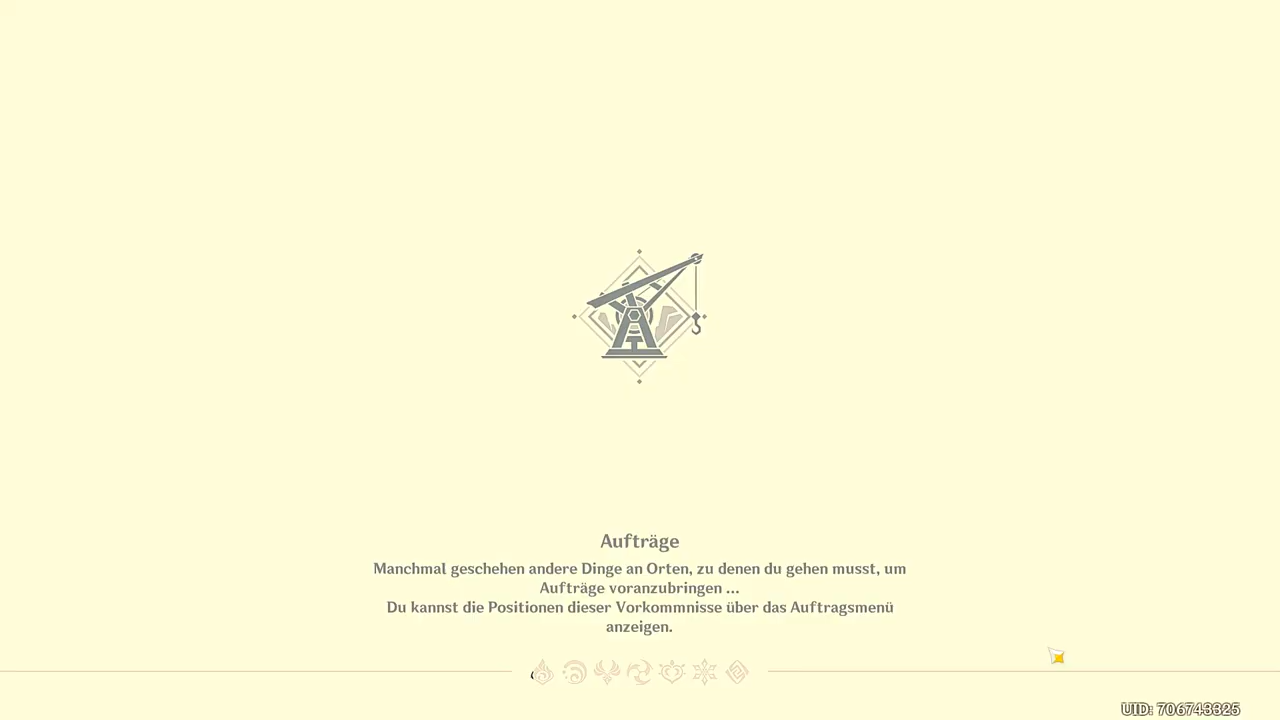 Aufträge
Manchmal geschehen andere Dinge an Orten, zu denen du gehen musst, um
Aufträge voranzubringen ...
Du kannst die Positionen dieser Vorkommnisse über das Auftragsmenü
anzeigen.
UID: 706743325